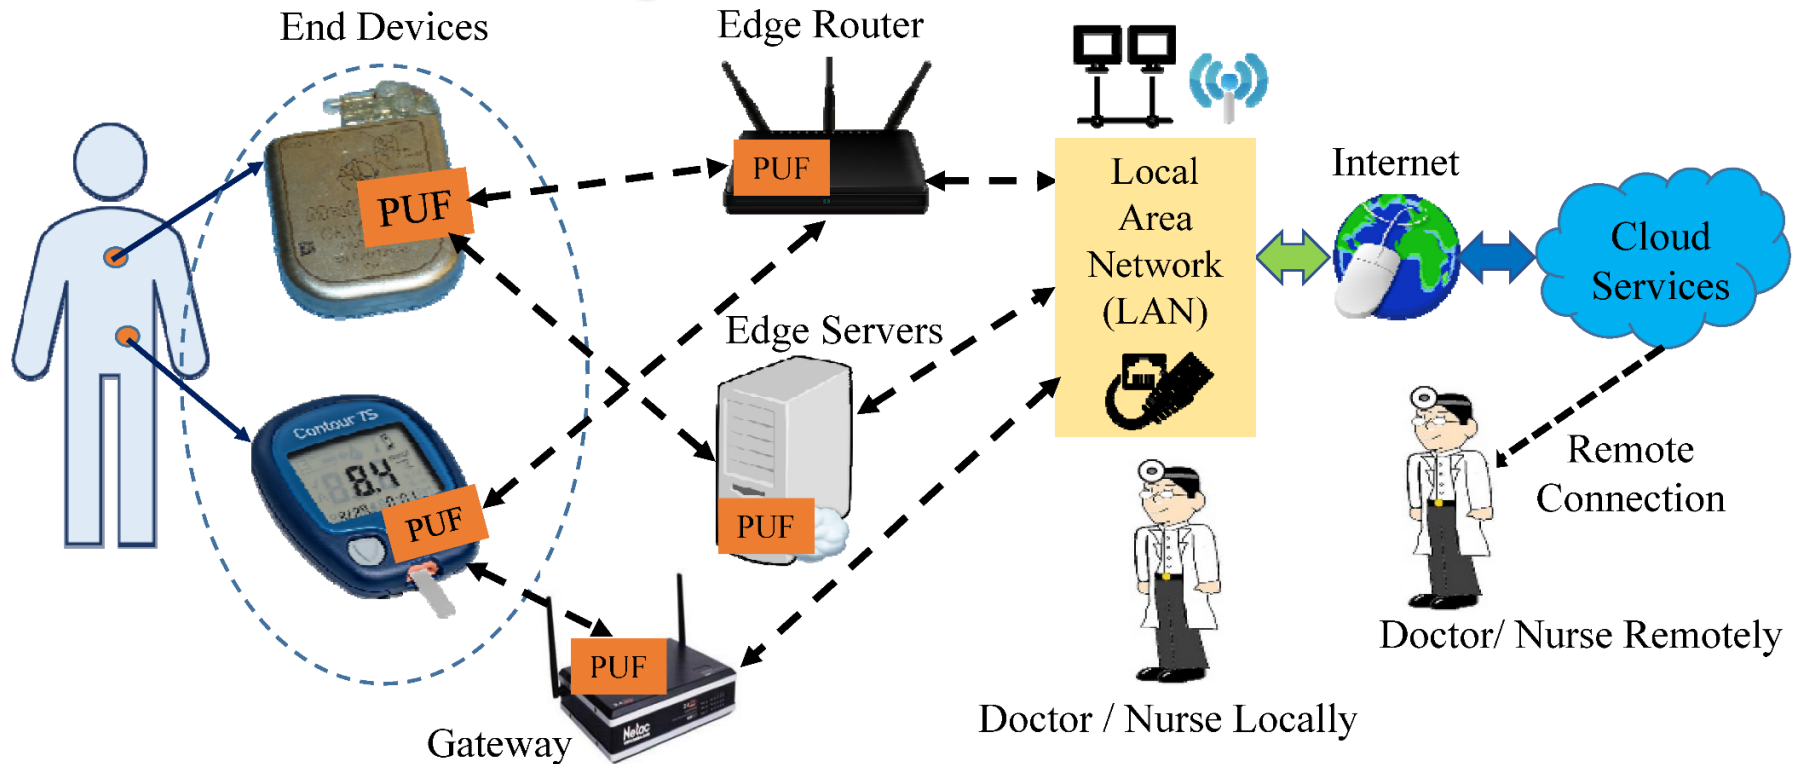 End Devices
Edge Router
PUF
PUF
Local
Area
Network
(LAN)
Internet
Cloud
Services
Edge Servers
Contour TS
8.4
PUF
PUF
Remote
Connection
PUF
Netac
Gateway
Doctor / Nurse Locally
Doctor/ Nurse Remotely